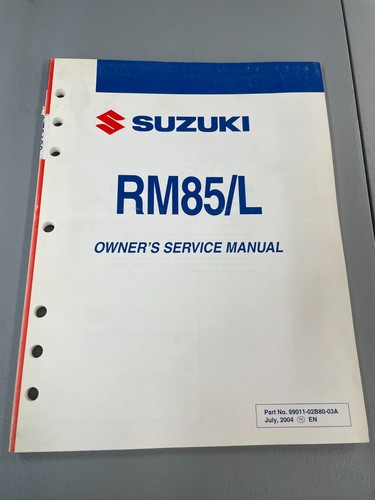 SUZUKI
RM85/L
OWNER'S SERVICE MANUAL
Part No. 99011-02B80-03A
July, 2004 EN